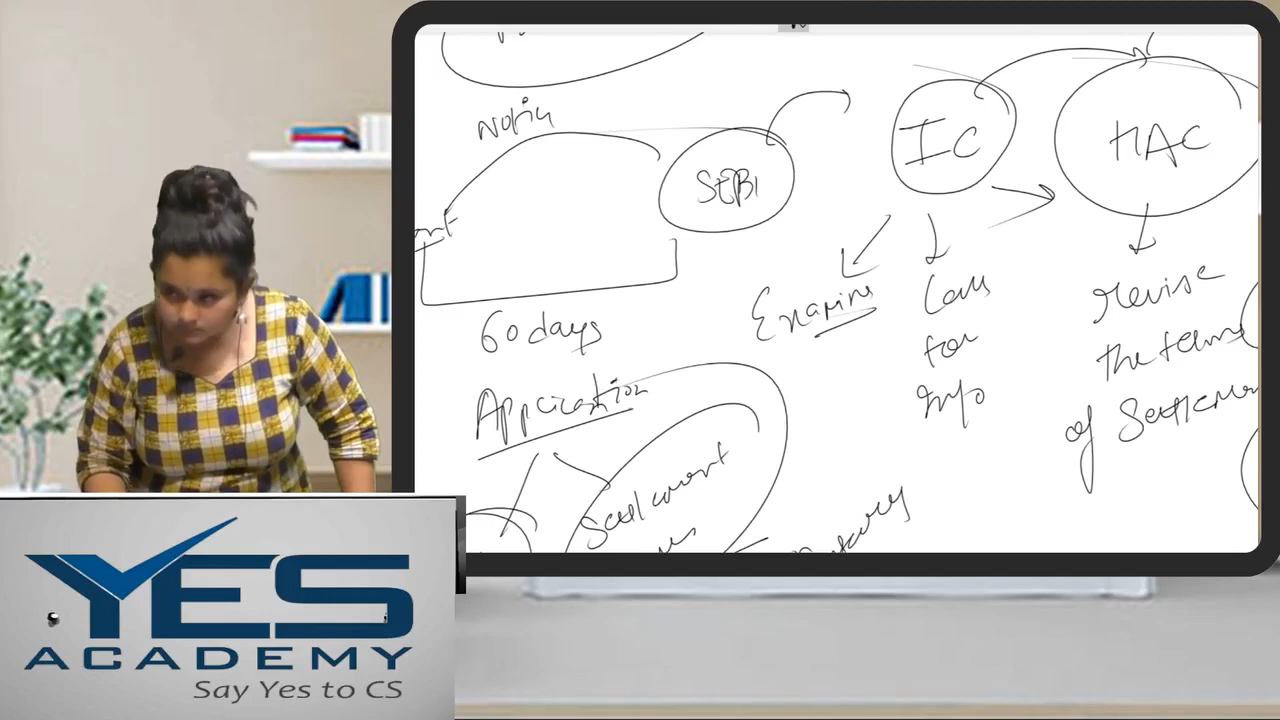 Notice
SEBI
IC
HAC
60 days
Application
Settlement
Examine
Call
for
Info
revise
the terms
of Settlemen
YES
ACADEMY
Say Yes to CS